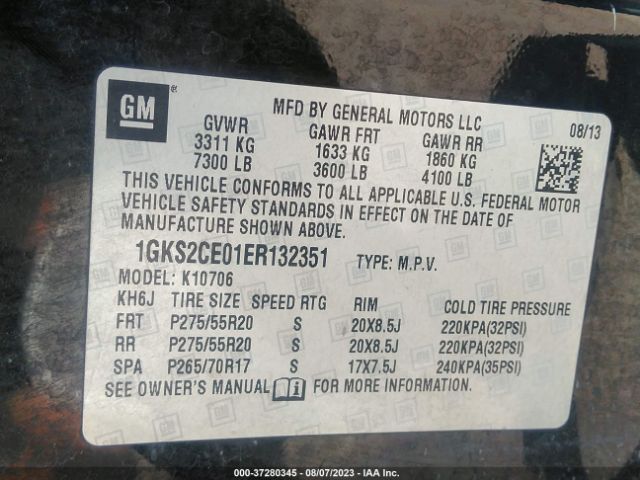 GM ®
MFD BY GENERAL MOTORS LLC
08/13
GVWR GAWR FRT GAWR RR
3311 KG 1633 KG 1860 KG
7300 LB 3600 LB 4100 LB
THIS VEHICLE CONFORMS TO ALL APPLICABLE U.S. FEDERAL MOTOR
VEHICLE SAFETY STANDARDS IN EFFECT ON THE DATE OF
MANUFACTURE SHOWN ABOVE.
1GKS2CE01ER132351 TYPE: M.P.V.
MODEL: K10706
KH6J TIRE SIZE SPEED RTG RIM COLD TIRE PRESSURE
FRT P275/55R20 S 20X8.5J 220KPA(32PSI)
RR P275/55R20 S 20X8.5J 220KPA(32PSI)
SPA P265/70R17 S 17X7.5J 240KPA(35PSI)
SEE OWNER'S MANUAL i FOR MORE INFORMATION.
000-37280345 - 08/07/2023 - IAA Inc.